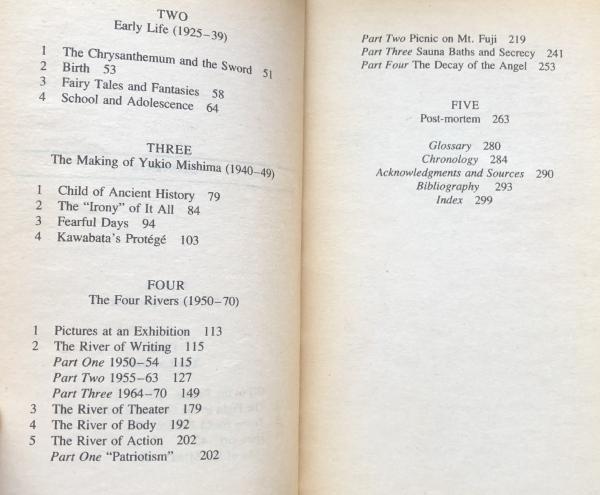 TWO
Early Life (1925–39)
1 The Chrysanthemum and the Sword 51
2 Birth 53
3 Fairy Tales and Fantasies 58
4 School and Adolescence 64
THREE
The Making of Yukio Mishima (1940–49)
1 Child of Ancient History 79
2 The “Irony” of It All 84
3 Fearful Days 94
4 Kawabata’s Protégé 103
FOUR
The Four Rivers (1950–70)
1 Pictures at an Exhibition 113
2 The River of Writing 115
Part One 1950–54 115
Part Two 1955–63 127
Part Three 1964–70 149
3 The River of Theater 179
4 The River of Body 192
5 The River of Action 202
Part One “Patriotism” 202
Part Two Picnic on Mt. Fuji 219
Part Three Sauna Baths and Secrecy 241
Part Four The Decay of the Angel 253
FIVE
Post-mortem 263
Glossary 280
Chronology 284
Acknowledgments and Sources 290
Bibliography 293
Index 299